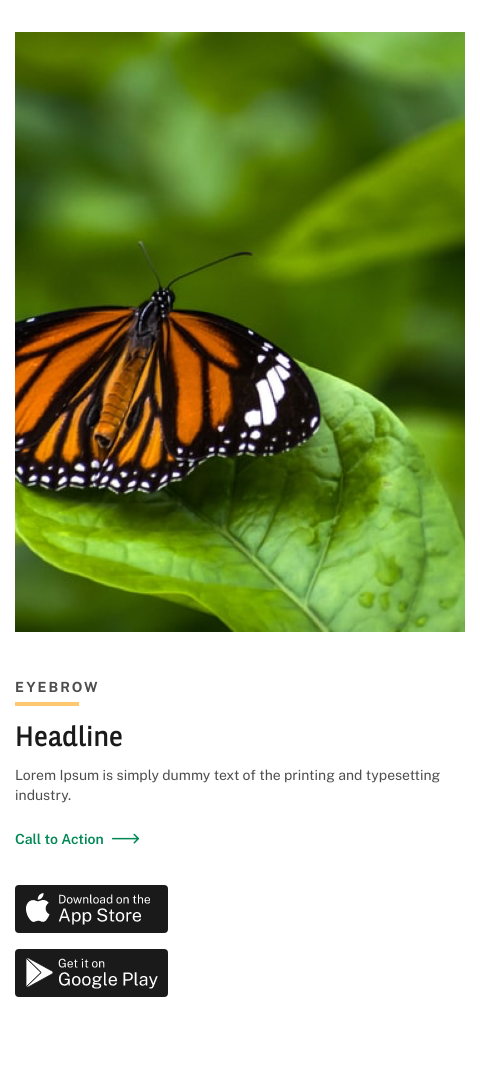 EYEBROW
Headline
Lorem Ipsum is simply dummy text of the printing and typesetting
industry.
Call to Action
Download on the
App Store
Get it on
Google Play